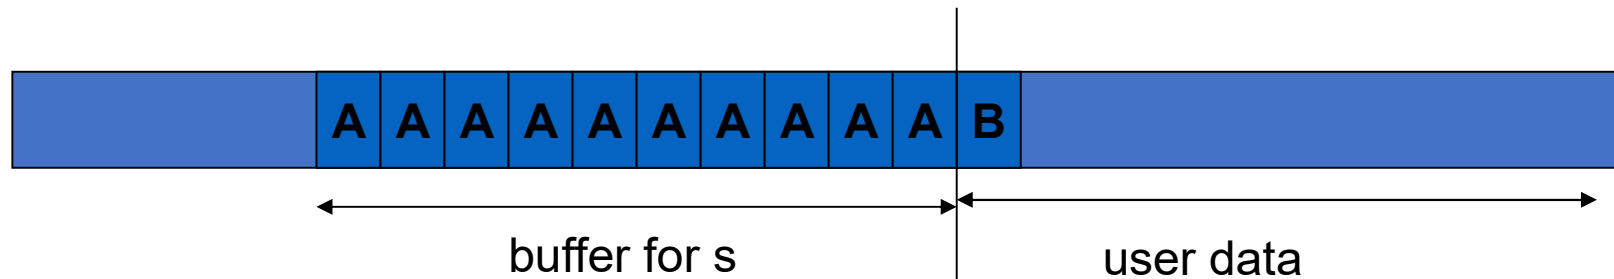 A A A A A A A A A A B
buffer for s user data